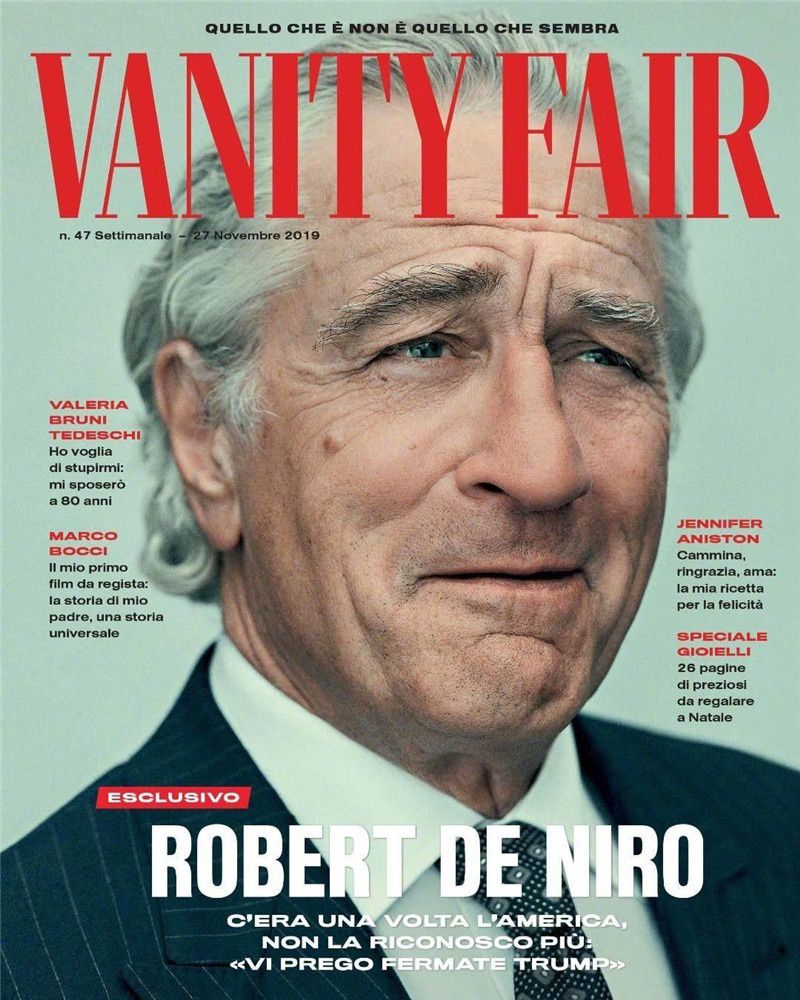 QUELLO CHE È NON È QUELLO CHE SEMBRA
VANITY FAIR
n. 47 Settimanale – 27 Novembre 2019
VALERIA
BRUNI
TEDESCHI
Ho voglia
di stupirmi:
mi sposerò
a 80 anni
MARCO
BOCCI
Il mio primo
film da regista:
la storia di mio
padre, una storia
universale
JENNIFER
ANISTON
Cammina,
ringrazia, ama:
la mia ricetta
per la felicità
SPECIALE
GIOIELLI
26 pagine
di preziosi
da regalare
a Natale
ESCLUSIVO
ROBERT DE NIRO
C'ERA UNA VOLTA L'AMERICA,
NON LA RICONOSCO PIÙ:
«VI PREGO FERMATE TRUMP»